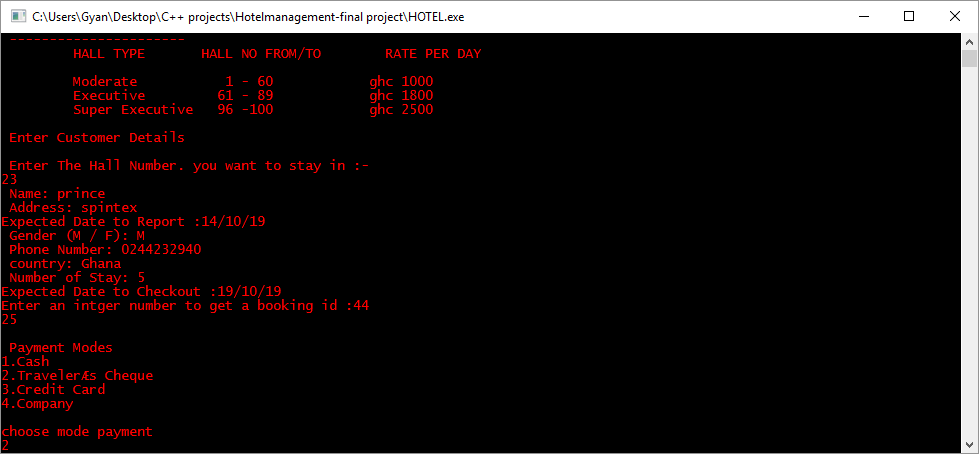 C:\Users\Gyan\Desktop\C++ projects\Hotelmanagement-final project\HOTEL.exe
----------------------
HALL TYPE HALL NO FROM/TO RATE PER DAY
Moderate 1 - 60 ghc 1000
Executive 61 - 89 ghc 1800
Super Executive 96 -100 ghc 2500
Enter Customer Details
Enter The Hall Number. you want to stay in :-
23
Name: prince
Address: spintex
Expected Date to Report :14/10/19
Gender (M / F): M
Phone Number: 0244232940
country: Ghana
Number of Stay: 5
Expected Date to Checkout :19/10/19
Enter an intger number to get a booking id :44
25
Payment Modes
1.Cash
2.TravelerÆs Cheque
3.Credit Card
4.Company
choose mode payment
2